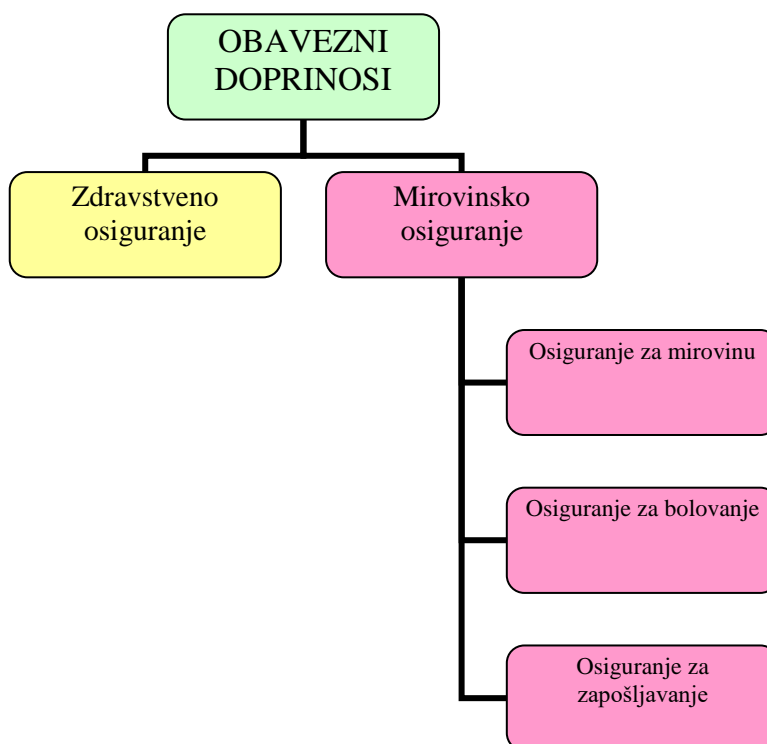 OBAVEZNI
DOPRINOSI
Zdravstveno
osiguranje
Mirovinsko
osiguranje
Osiguranje za mirovinu
Osiguranje za bolovanje
Osiguranje za
zapošljavanje